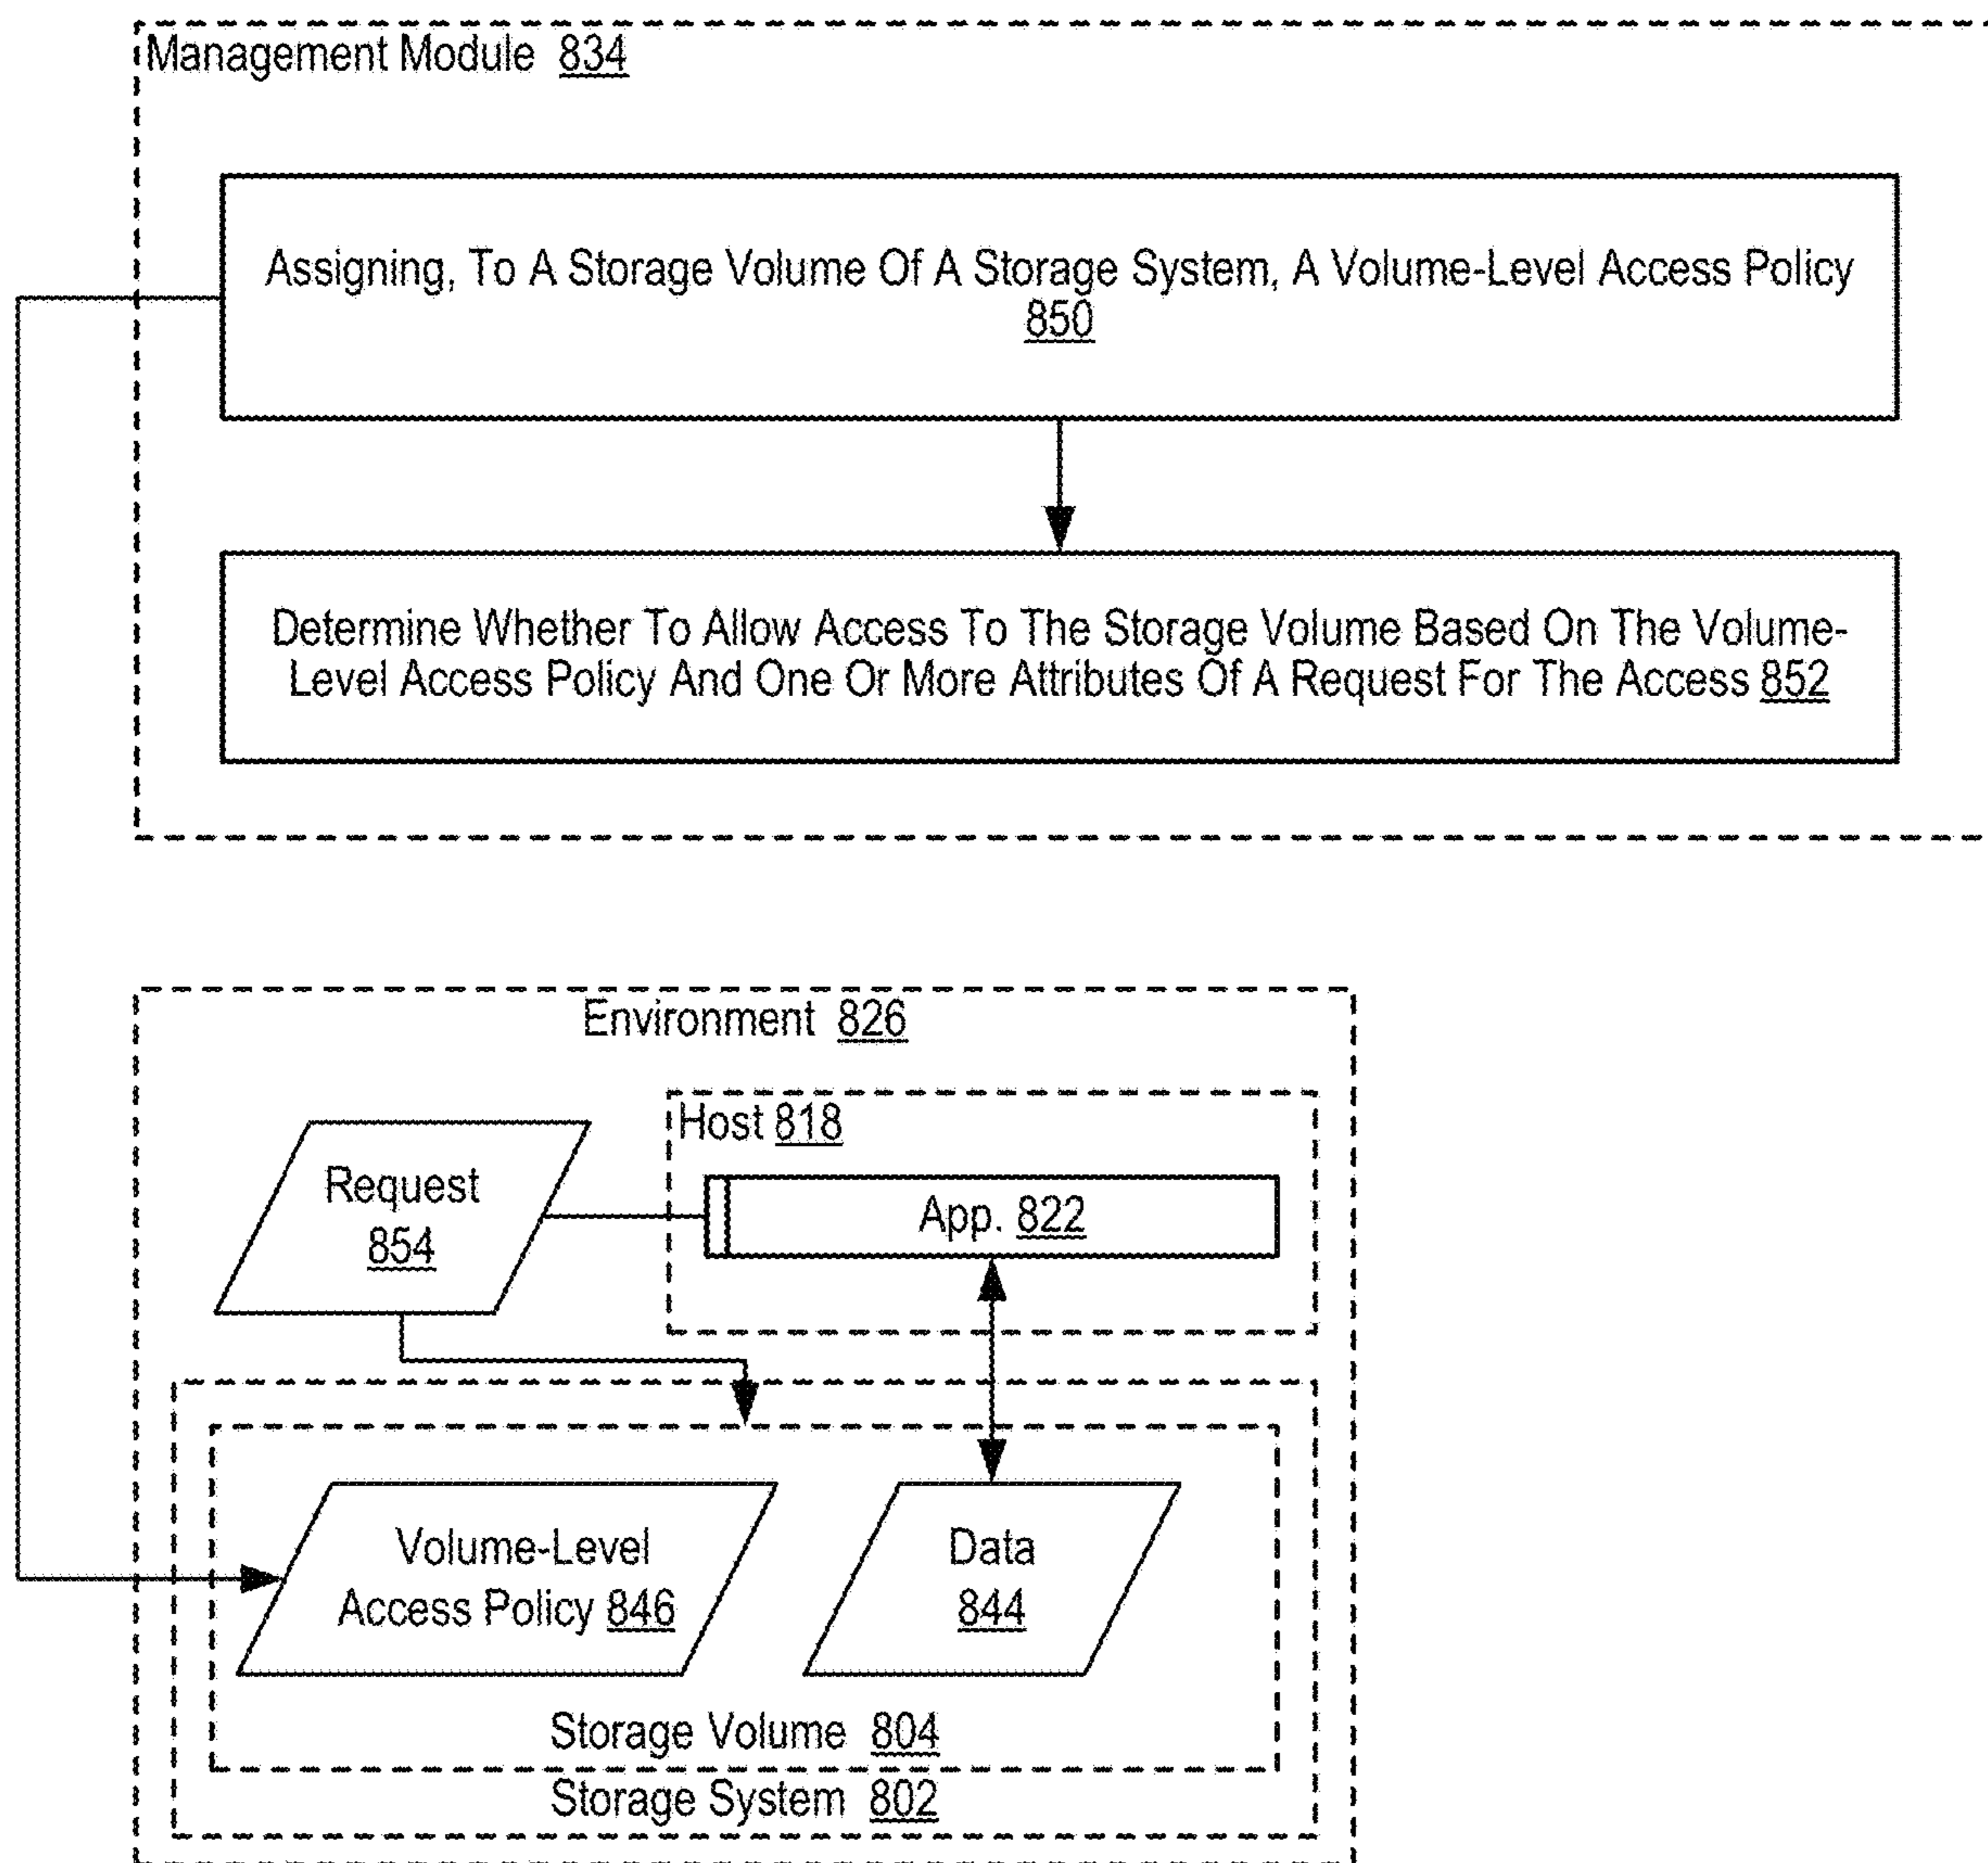 Management Module 834
Assigning, To A Storage Volume Of A Storage System, A Volume-Level Access Policy
850
Determine Whether To Allow Access To The Storage Volume Based On The Volume-
Level Access Policy And One Or More Attributes Of A Request For The Access 852
Environment 826
Host 818
Request
854
App. 822
Volume-Level
Access Policy 846
Data
844
Storage Volume 804
Storage System 802